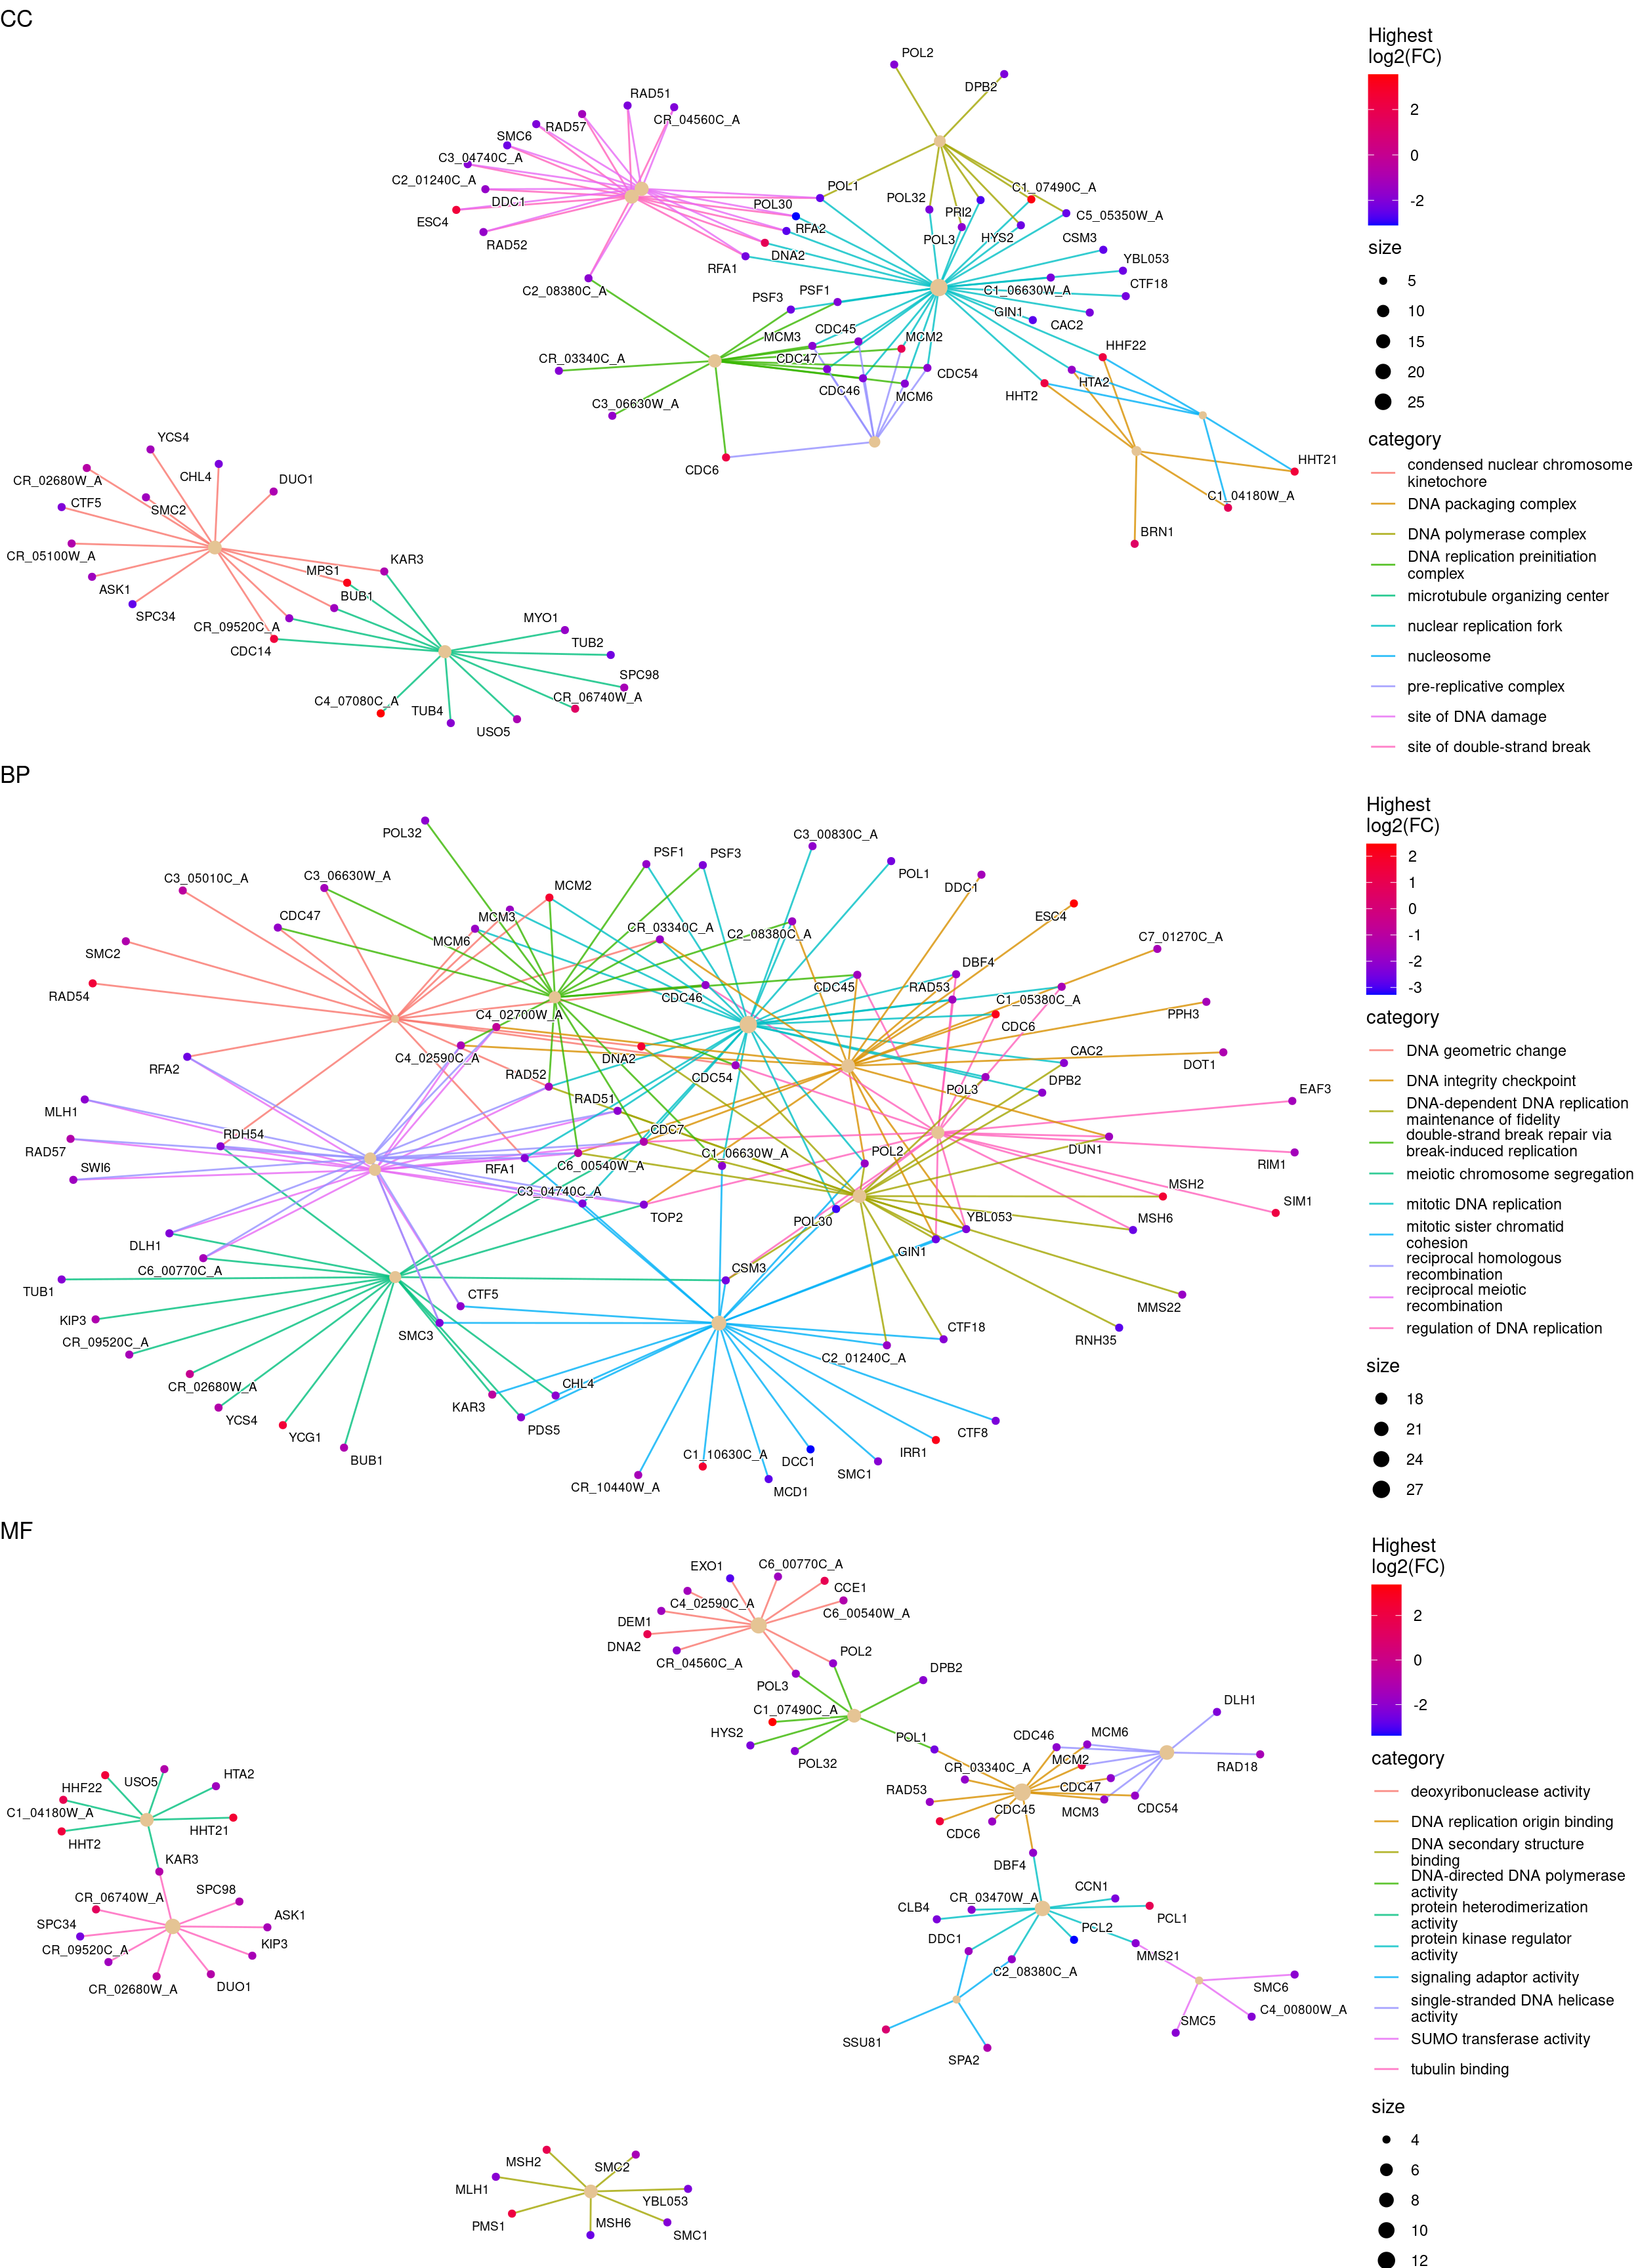 CC
POL2
DPB2
RAD51
CR_04560C_A
RAD57
SMC6
C3_04740C_A
C2_01240C_A
DDC1
ESC4
RAD52
POL1
POL30
RFA2
DNA2
RFA1
C2_08380C_A
POL32
PRI2
POL3
HYS2
C1_07490C_A
C5_05350W_A
CSM3
YBL053
CTF18
C1_06630W_A
GIN1
CAC2
PSF3
PSF1
MCM3
CDC45
MCM2
CDC47
CDC54
CDC46
MCM6
HHF22
HTA2
HHT2
CR_03340C_A
C3_06630W_A
CDC6
HHT21
C1_04180W_A
BRN1
YCS4
CR_02680W_A
CHL4
DUO1
CTF5
SMC2
CR_05100W_A
ASK1
SPC34
MPS1
KAR3
BUB1
CR_09520C_A
CDC14
MYO1
TUB2
SPC98
CR_06740W_A
C4_07080C_A
TUB4
USO5
Highest
log2(FC)
2
0
-2
size
5
10
15
20
25
category
condensed nuclear chromosome
kinetochore
DNA packaging complex
DNA polymerase complex
DNA replication preinitiation
complex
microtubule organizing center
nuclear replication fork
nucleosome
pre-replicative complex
site of DNA damage
site of double-strand break
BP
POL32
C3_00830C_A
PSF1
PSF3
POL1
C3_05010C_A
C3_06630W_A
DDC1
MCM2
ESC4
CDC47
MCM3
CR_03340C_A
C2_08380C_A
C7_01270C_A
MCM6
SMC2
DBF4
RAD54
CDC46
CDC45
RAD53
C1_05380C_A
PPH3
C4_02700W_A
CDC6
C4_02590C_A
DNA2
CAC2
DOT1
RFA2
RAD52
CDC54
POL3
DPB2
EAF3
MLH1
RAD51
RDH54
CDC7
DUN1
RAD57
RFA1
C6_00540W_A
C1_06630W_A
POL2
RIM1
SWI6
C3_04740C_A
MSH2
TOP2
POL30
SIM1
YBL053
MSH6
DLH1
GIN1
C6_00770C_A
CSM3
TUB1
CTF5
MMS22
KIP3
SMC3
RNH35
CR_09520C_A
CTF18
C2_01240C_A
CR_02680W_A
CHL4
KAR3
YCS4
PDS5
YCG1
CTF8
BUB1
IRR1
C1_10630C_A
DCC1
SMC1
CR_10440W_A
MCD1
Highest
log2(FC)
2
1
0
-1
-2
-3
category
DNA geometric change
DNA integrity checkpoint
DNA-dependent DNA replication
maintenance of fidelity
double-strand break repair via
break-induced replication
meiotic chromosome segregation
mitotic DNA replication
mitotic sister chromatid
cohesion
reciprocal homologous
recombination
reciprocal meiotic
recombination
regulation of DNA replication
size
18
21
24
27
MF
EXO1
C6_00770C_A
CCE1
C4_02590C_A
C6_00540W_A
DEM1
DNA2
CR_04560C_A
POL2
POL3
DPB2
C1_07490C_A
HYS2
POL32
POL1
DLH1
CDC46
MCM6
MCM2
RAD18
CR_03340C_A
CDC47
RAD53
MCM3
CDC54
CDC45
CDC6
DBF4
CCN1
CR_03470W_A
CLB4
PCL1
PCL2
DDC1
MMS21
C2_08380C_A
SMC6
C4_00800W_A
SMC5
SSU81
SPA2
HHF22
USO5
HTA2
C1_04180W_A
HHT2
HHT21
KAR3
CR_06740W_A
SPC98
SPC34
ASK1
CR_09520C_A
KIP3
CR_02680W_A
DUO1
MSH2
SMC2
MLH1
YBL053
PMS1
MSH6
SMC1
Highest
log2(FC)
2
0
-2
category
deoxyribonuclease activity
DNA replication origin binding
DNA secondary structure
binding
DNA-directed DNA polymerase
activity
protein heterodimerization
activity
protein kinase regulator
activity
signaling adaptor activity
single-stranded DNA helicase
activity
SUMO transferase activity
tubulin binding
size
4
6
8
10
12